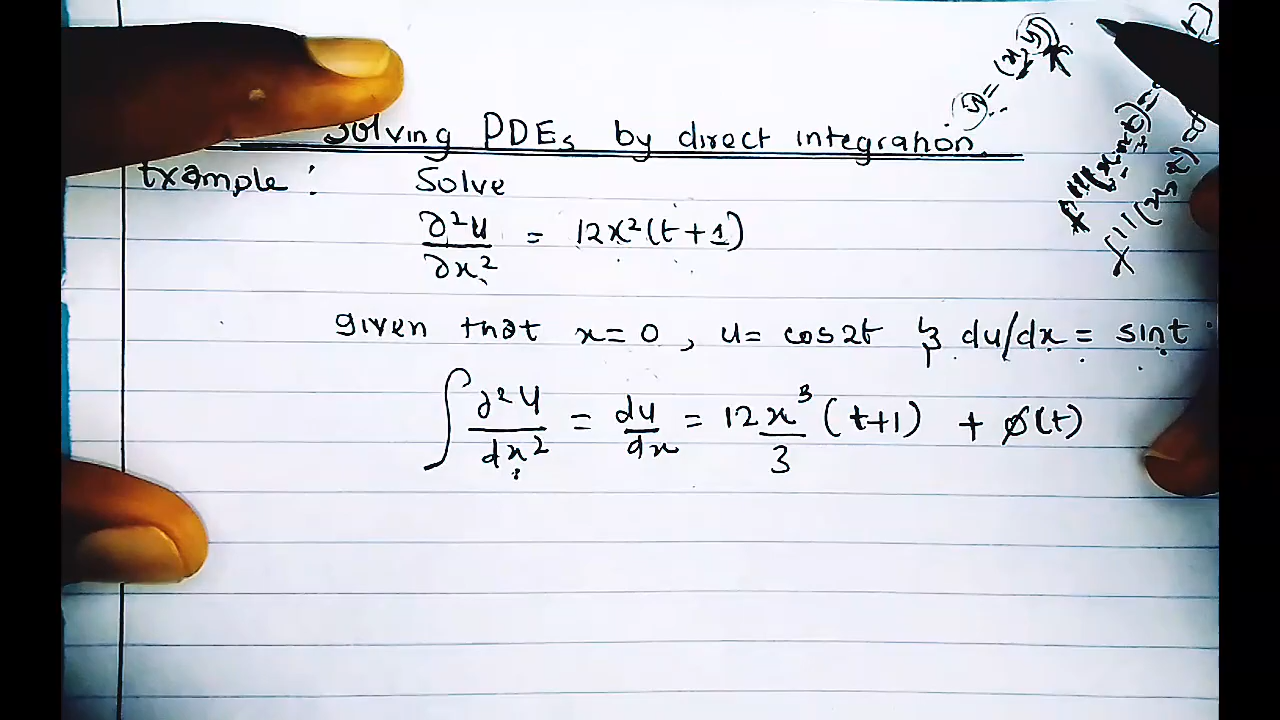 Solving PDEs by direct integration.
Example: Solve
∂²u/∂x² = 12x²(t+1)
given that x=0, u= cos2t & du/dx = sint
∫ ∂²u/dx² = du/dx = 12x³/3 (t+1) + φ(t)